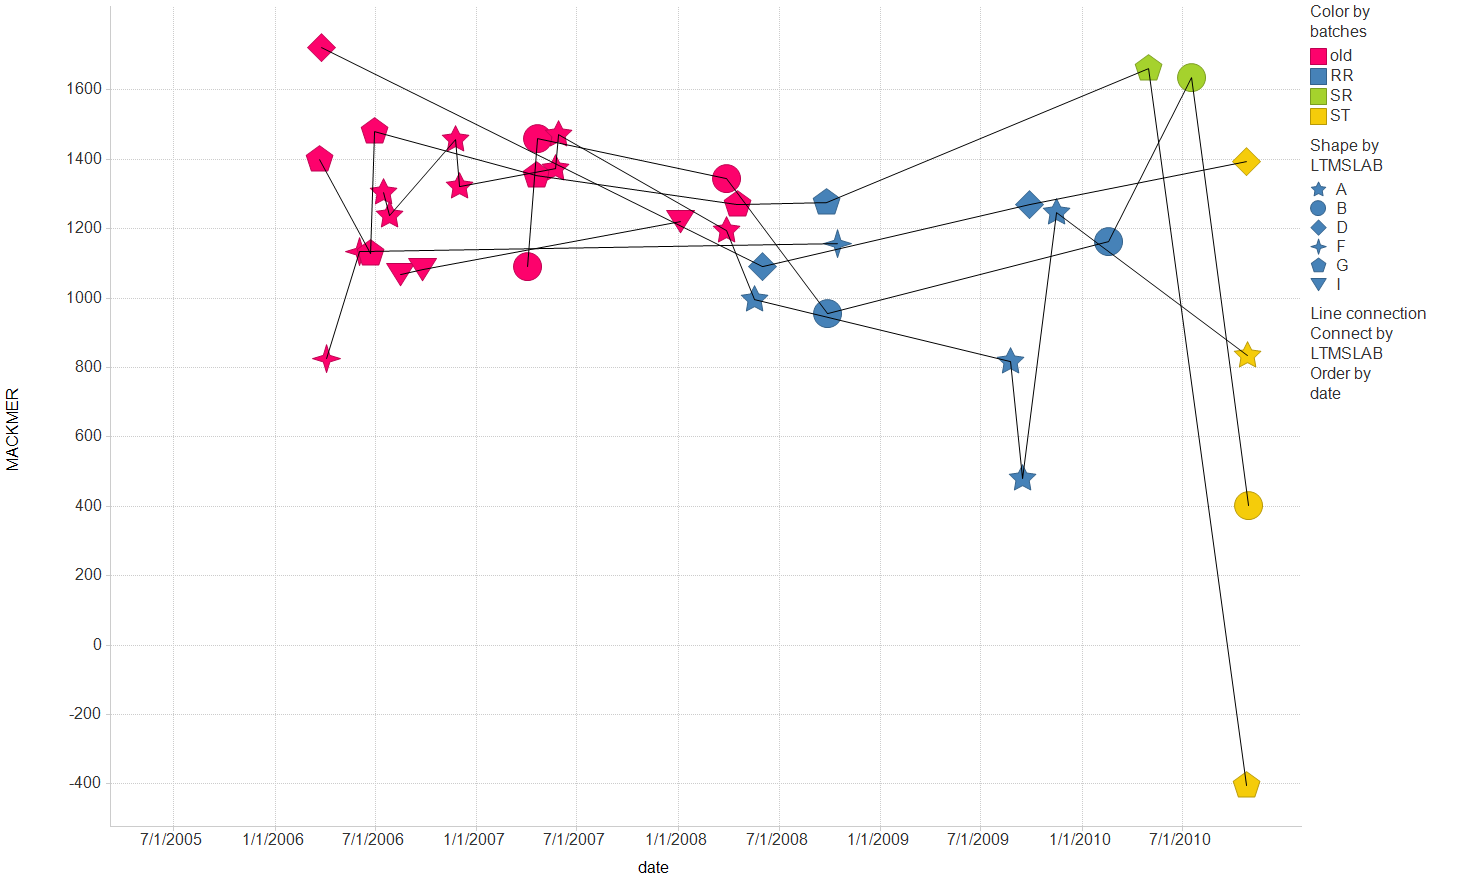 Color by
batches
old
RR
SR
ST
Shape by
LTMSLAB
A
B
D
F
G
I
Line connection
Connect by
LTMSLAB
Order by
date
MACKMER
1600
1400
1200
1000
800
600
400
200
0
-200
-400
7/1/2005 1/1/2006 7/1/2006 1/1/2007 7/1/2007 1/1/2008 7/1/2008 1/1/2009 7/1/2009 1/1/2010 7/1/2010
date